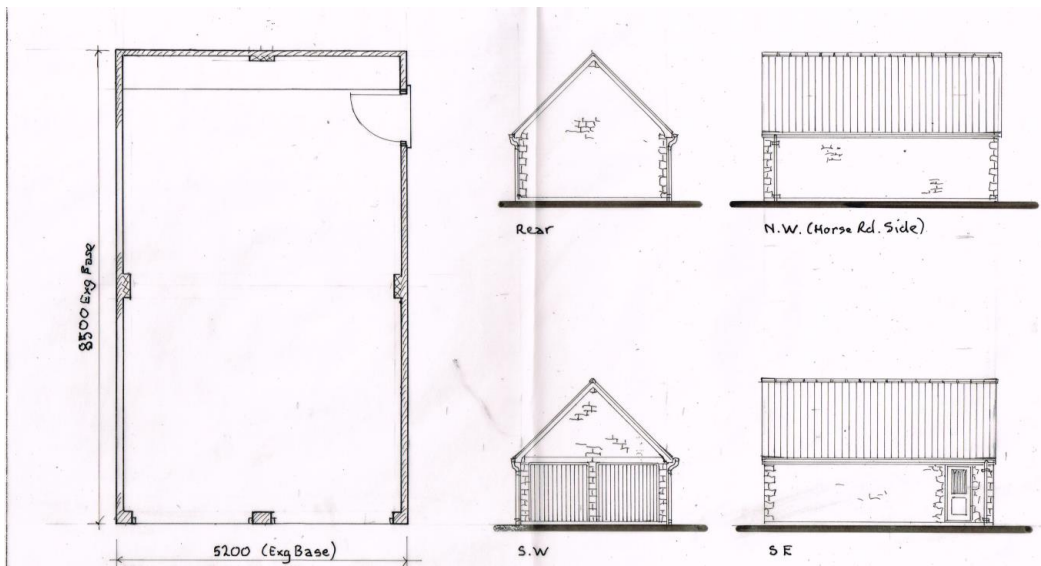 8500 Exg Base
5200 (Exg Base)
Rear
N.W. (Horse Rd. Side)
S.W
S E